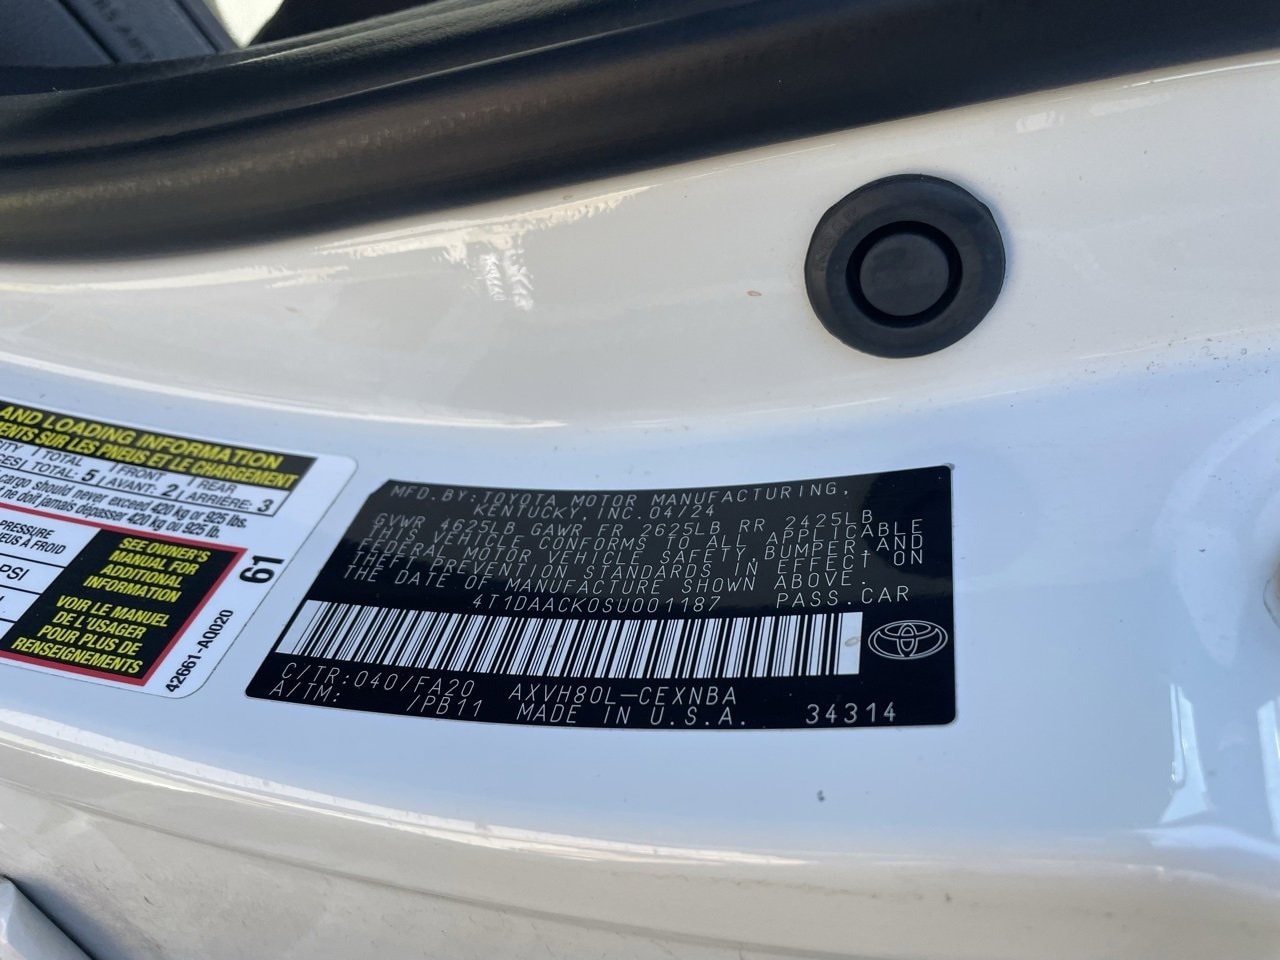 AND LOADING INFORMATION
MENTS SUR LES PNEUS ET LE CHARGEMENT
TOTAL FRONT REAR
TOTAL: 5 AVANT: 2 ARRIÈRE: 3
cargo should never exceed 420 kg or 925 lbs.
ne doit jamais dépasser 420 kg ou 925 lb.
PRESSURE
À FROID
PSI
SEE OWNER'S
MANUAL FOR
ADDITIONAL
INFORMATION
VOIR LE MANUEL
DE L'USAGER
POUR PLUS DE
RENSEIGNEMENTS
61
42661-AQ020
MFD. BY: TOYOTA MOTOR MANUFACTURING,
KENTUCKY, INC. 04/24
GVWR 4625LB GAWR FR 2625LB RR 2425LB
THIS VEHICLE CONFORMS TO ALL APPLICABLE
FEDERAL MOTOR VEHICLE SAFETY, BUMPER, AND
THEFT PREVENTION STANDARDS IN EFFECT ON
THE DATE OF MANUFACTURE SHOWN ABOVE.
4T1DAACK0SU001187 PASS. CAR
C/TR: 040/FA20 AXVH80L-CEXNBA
A/TM: /PB11 MADE IN U.S.A. 34314